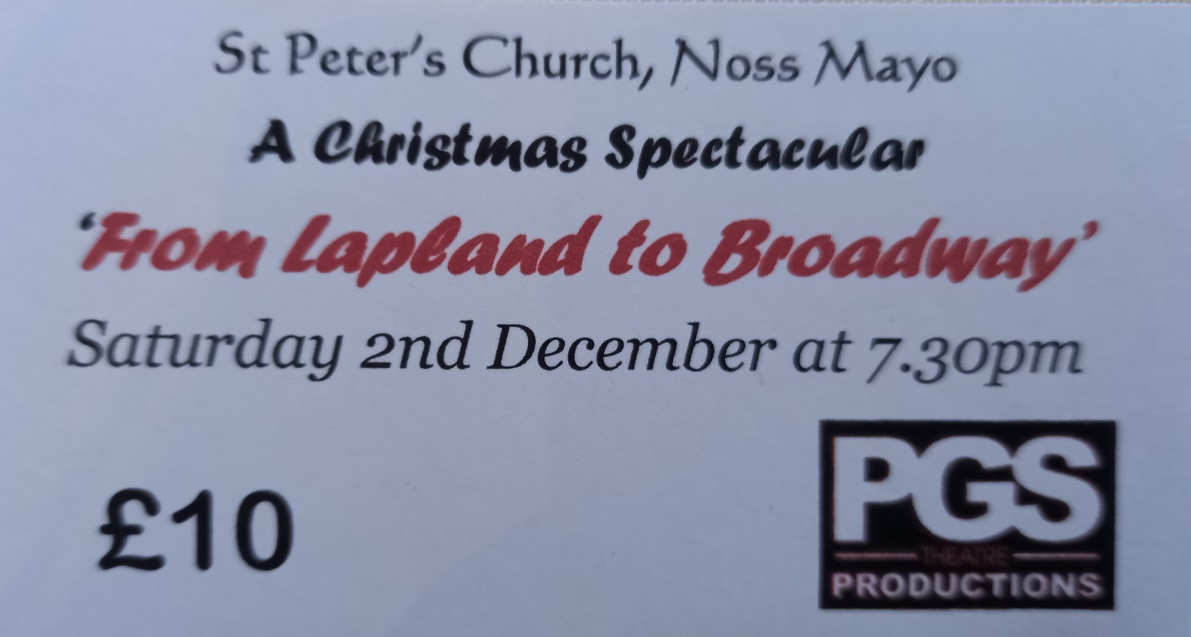 St Peter's Church, Noss Mayo
A Christmas Spectacular
'From Lapland to Broadway'
Saturday 2nd December at 7.30pm
£10
PGS
THEATRE
PRODUCTIONS